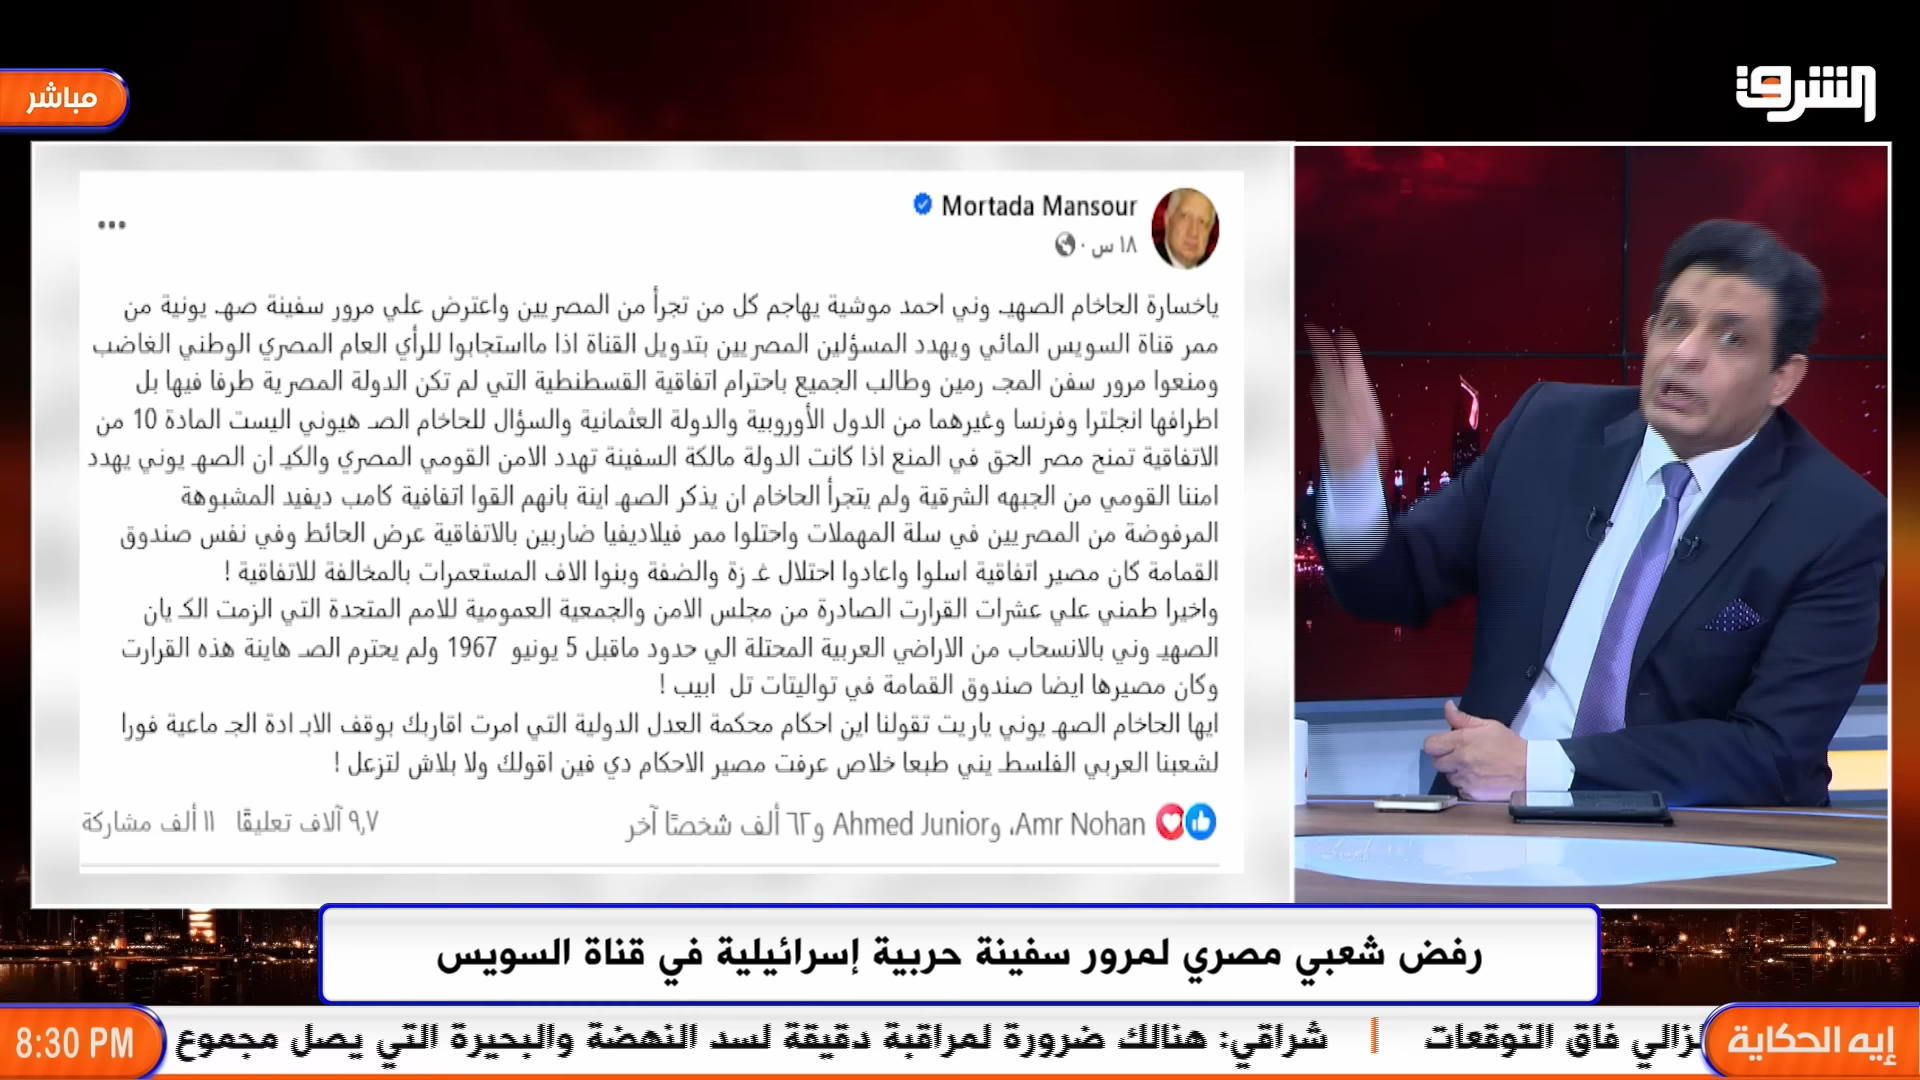 مباشر
الشرق
Mortada Mansour
١٨ س ·
ياخسارة الحاخام الصهيـ وني احمد موشية يهاجم كل من تجرأ من المصريين واعترض علي مرور سفينة صهـ يونية من
ممر قناة السويس المائي ويهدد المسؤلين المصريين بتدويل القناة اذا مااستجابوا للرأي العام المصري الوطني الغاضب
ومنعوا مرور سفن المجـ رمين وطالب الجميع باحترام اتفاقية القسطنطية التي لم تكن الدولة المصرية طرفا فيها بل
اطرافها انجلترا وفرنسا وغيرهما من الدول الأوروبية والدولة العثمانية والسؤال للحاخام الصـ هيوني اليست المادة 10 من
الاتفاقية تمنح مصر الحق في المنع اذا كانت الدولة مالكة السفينة تهدد الامن القومي المصري والكيـ ان الصهـ يوني يهدد
امننا القومي من الجبهه الشرقية ولم يتجرأ الحاخام ان يذكر الصهـ اينة بانهم القوا اتفافية كامب ديفيد المشبوهة
المرفوضة من المصريين في سلة المهملات واحتلوا ممر فيلاديفيا ضاربين بالاتفاقية عرض الحائط وفي نفس صندوق
القمامة كان مصير اتفاقية اسلوا واعادوا احتلال غـ زة والضفة وبنوا الاف المستعمرات بالمخالفة للاتفاقية !
واخيرا طمني علي عشرات القرارت الصادرة من مجلس الامن والجمعية العمومية للامم المتحدة التي الزمت الكـ يان
الصهيـ وني بالانسحاب من الاراضي العربية المحتلة الي حدود ماقبل 5 يونيو 1967 ولم يحترم الصـ هاينة هذه القرارت
وكان مصيرها ايضا صندوق القمامة في تواليتات تل ابيب !
ايها الحاخام الصهـ يوني ياريت تقولنا اين احكام محكمة العدل الدولية التي امرت اقاربك بوقف الابـ ادة الجـ ماعية فورا
لشعبنا العربي الفلسطـ يني طبعا خلاص عرفت مصير الاحكام دي فين اقولك ولا بلاش لتزعل !
Amr Nohan، وAhmed Junior و٦٢ ألف شخصًا آخر
٩٫٧ آلاف تعليقًا ١١ ألف مشاركة
رفض شعبي مصري لمرور سفينة حربية إسرائيلية في قناة السويس
إيه الحكاية
فاق التوقعات | شراقي: هنالك ضرورة لمراقبة دقيقة لسد النهضة والبحيرة التي يصل مجموع
8:30 PM